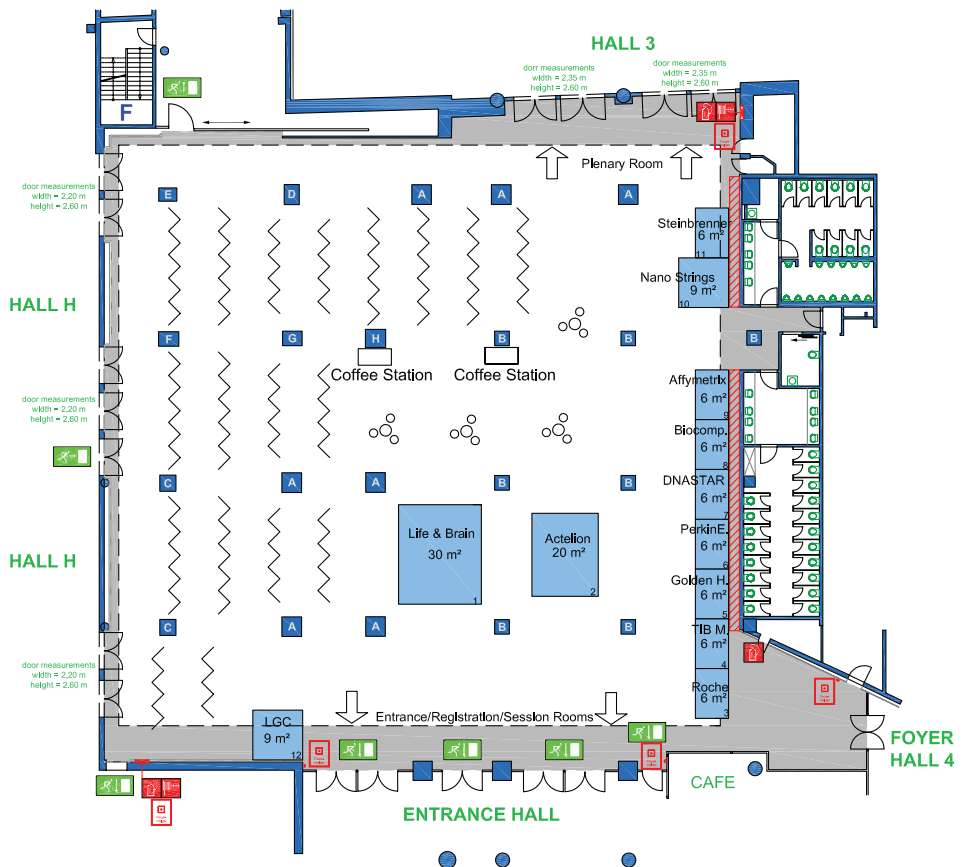 HALL 3
dorr measurements
wldth = 2,35 m
height = 2.60 m
dorr measurements
width = 2,35 m
height = 2.60 m
F
Plenary Room
door measurements
wldth = 2,20 m
height = 2.60 m
E
D
A
A
A
Steinbrenner
6 m²
11
Nano Strings
9 m²
10
HALL H
F
G
H
B
B
B
Coffee Station
Coffee Station
door measurements
wldth = 2,20 m
height = 2.60 m
Affymetrix
6 m²
9
Biocomp.
6 m²
8
C
A
A
B
B
DNASTAR
6 m²
7
Life & Brain
30 m²
1
Actelion
20 m²
2
PerkinE.
6 m²
6
HALL H
Golden H.
6 m²
5
C
A
A
B
B
TIB M.
6 m²
4
door measurements
wldth = 2,20 m
height = 2.60 m
Roche
6 m²
3
LGC
9 m²
12
Entrance/Registration/Session Rooms
FOYER
HALL 4
CAFE
ENTRANCE HALL